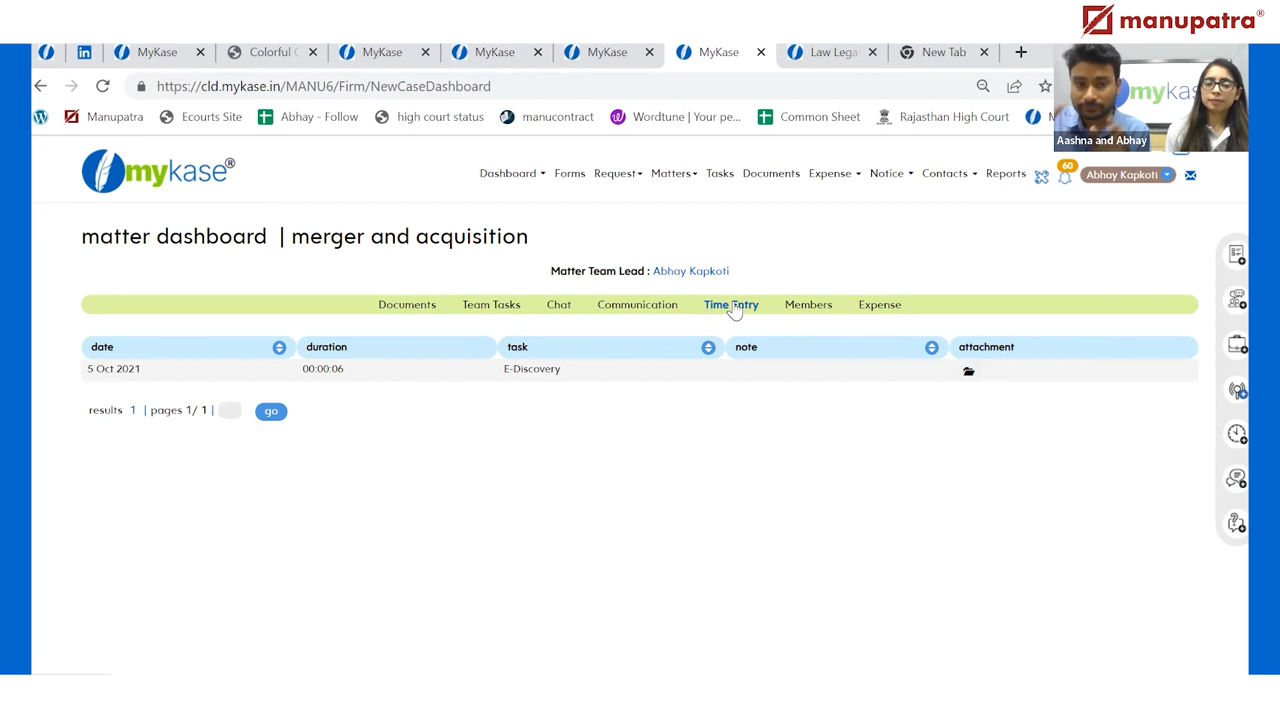 manupatra®
MyKase × Colorful C × MyKase × MyKase × MyKase × MyKase × Law Lega × New Tab × +
https://cld.mykase.in/MANU6/Firm/NewCaseDashboard
Manupatra Ecourts Site Abhay - Follow high court status manucontract Wordtune | Your pe... Common Sheet Rajasthan High Court
Aashna and Abhay
mykase® Dashboard Forms Request Matters Tasks Documents Expense Notice Contacts Reports 60 Abhay Kapkoti
matter dashboard | merger and acquisition
Matter Team Lead : Abhay Kapkoti
Documents Team Tasks Chat Communication Time Entry Members Expense
date duration task note attachment
5 Oct 2021 00:00:06 E-Discovery
results 1 | pages 1/ 1 | go